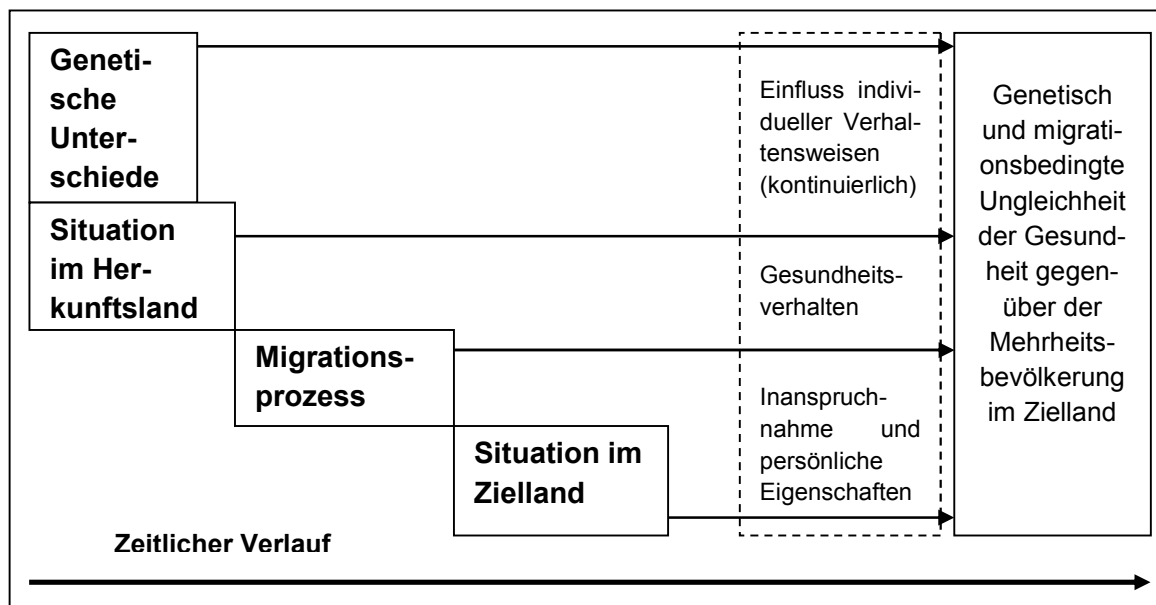 Geneti-
sche
Unter-
schiede
Situation
im Her-
kunftsland
Migrations-
prozess
Situation im
Zielland
Einfluss indivi-
dueller Verhal-
tensweisen
(kontinuierlich)
Gesundheits-
verhalten
Inanspruch-
nahme und
persönliche
Eigenschaften
Genetisch
und migrati-
onsbedingte
Ungleichheit
der Gesund-
heit gegen-
über der
Mehrheits-
bevölkerung
im Zielland
Zeitlicher Verlauf